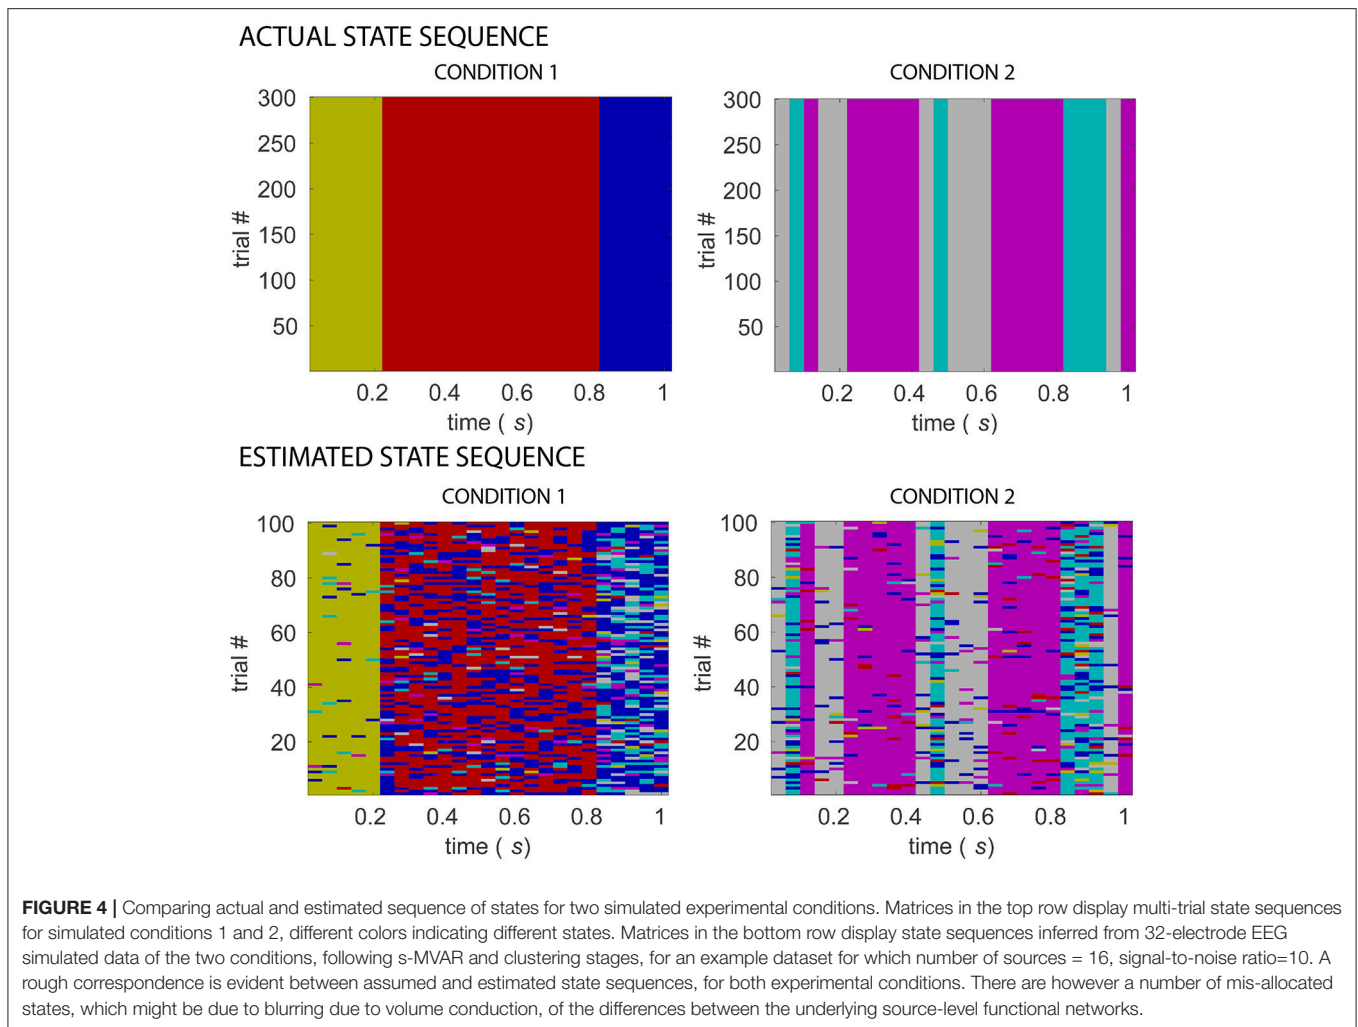 ACTUAL STATE SEQUENCE
CONDITION 1
CONDITION 2
300
250
200
150
100
50
trial #
0.2 0.4 0.6 0.8 1
time ( s)
300
250
200
150
100
50
trial #
0.2 0.4 0.6 0.8 1
time ( s)
ESTIMATED STATE SEQUENCE
CONDITION 1
CONDITION 2
100
80
60
40
20
trial #
0.2 0.4 0.6 0.8 1
time ( s)
100
80
60
40
20
trial #
0.2 0.4 0.6 0.8 1
time ( s)
FIGURE 4 | Comparing actual and estimated sequence of states for two simulated experimental conditions. Matrices in the top row display multi-trial state sequences
for simulated conditions 1 and 2, different colors indicating different states. Matrices in the bottom row display state sequences inferred from 32-electrode EEG
simulated data of the two conditions, following s-MVAR and clustering stages, for an example dataset for which number of sources = 16, signal-to-noise ratio=10. A
rough correspondence is evident between assumed and estimated state sequences, for both experimental conditions. There are however a number of mis-allocated
states, which might be due to blurring due to volume conduction, of the differences between the underlying source-level functional networks.